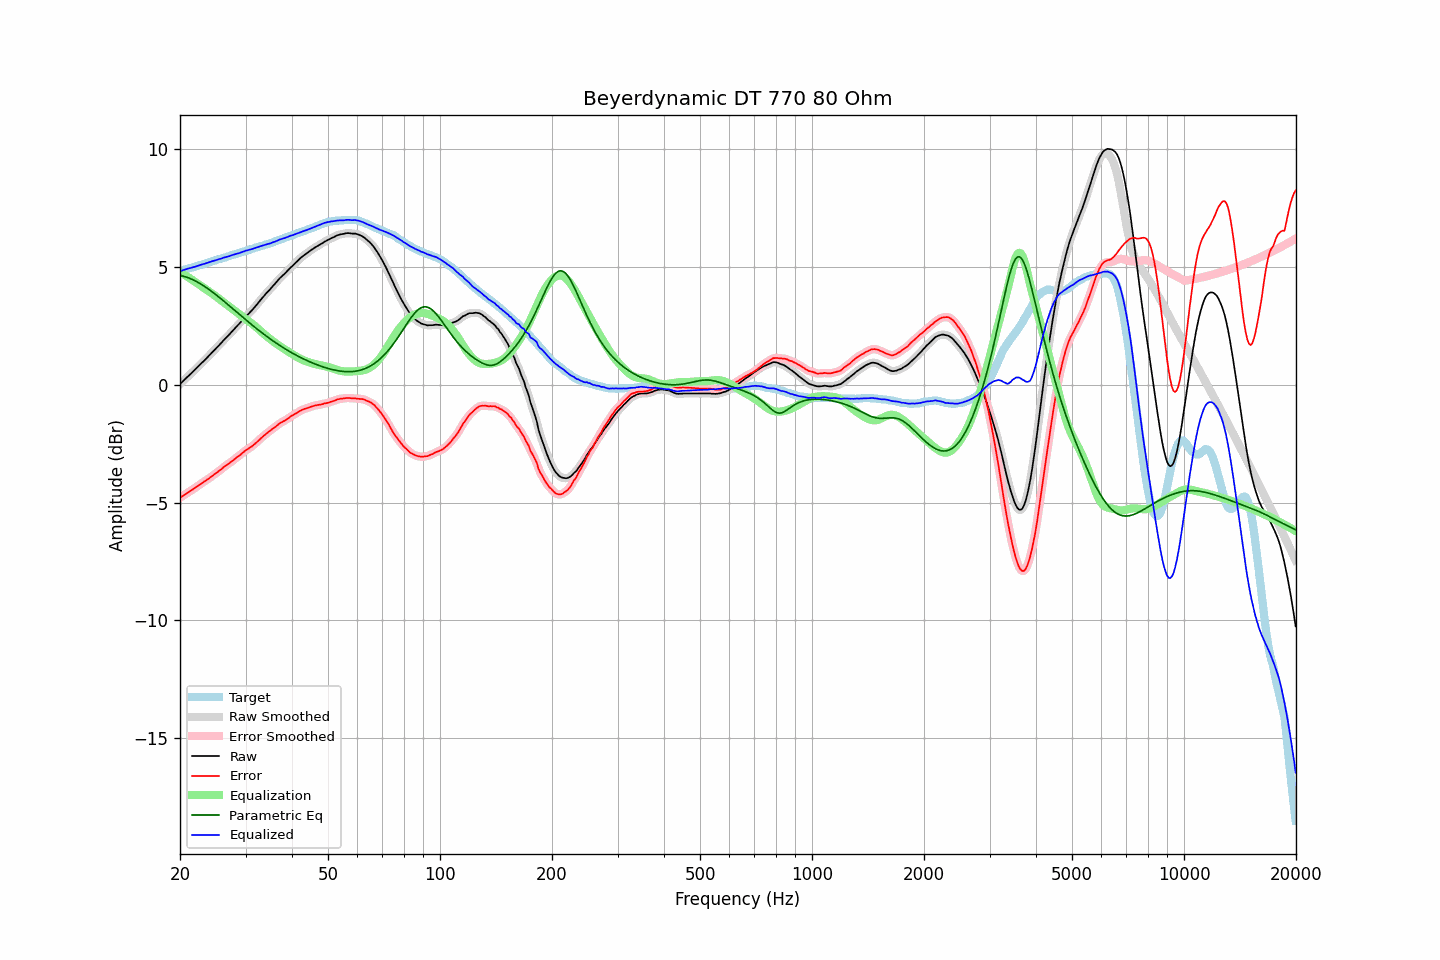 Beyerdynamic DT 770 80 Ohm
Amplitude (dBr)
10
5
0
−5
−10
−15
Target
Raw Smoothed
Error Smoothed
Raw
Error
Equalization
Parametric Eq
Equalized
20 50 100 200 500 1000 2000 5000 10000 20000
Frequency (Hz)